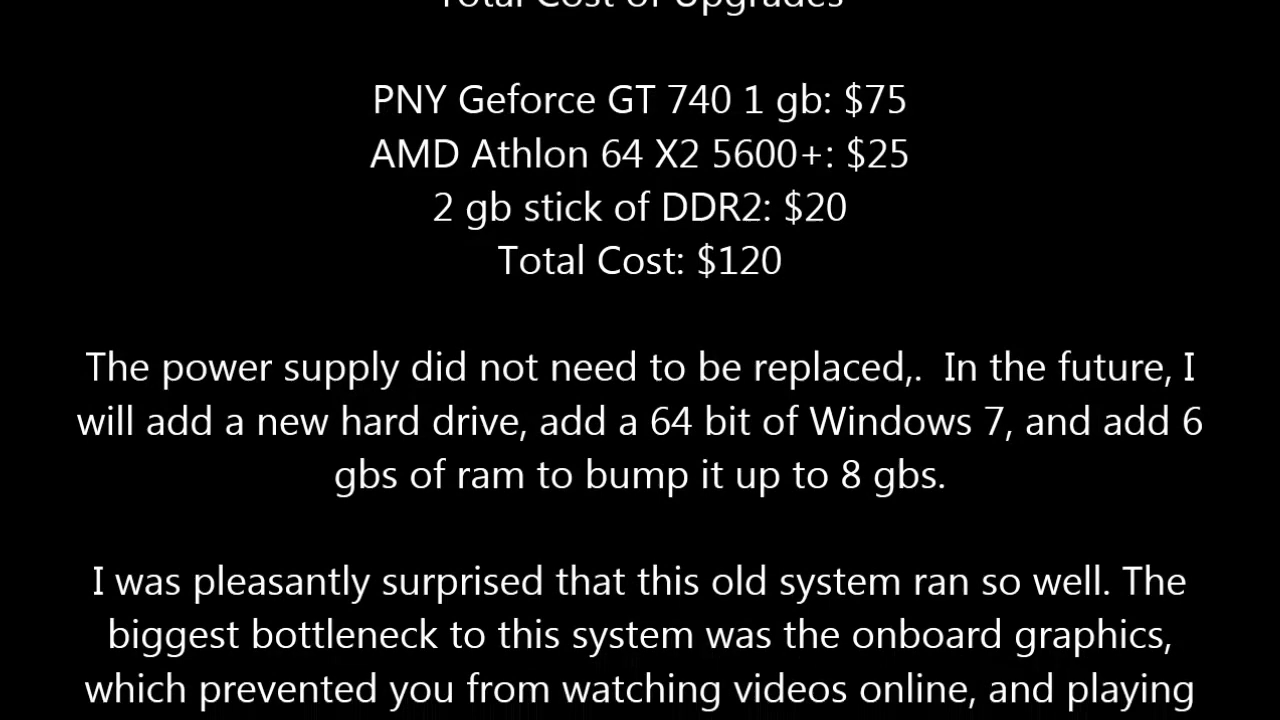 Total Cost of Upgrades
PNY Geforce GT 740 1 gb: $75
AMD Athlon 64 X2 5600+: $25
2 gb stick of DDR2: $20
Total Cost: $120
The power supply did not need to be replaced,.  In the future, I
will add a new hard drive, add a 64 bit of Windows 7, and add 6
gbs of ram to bump it up to 8 gbs.
I was pleasantly surprised that this old system ran so well. The
biggest bottleneck to this system was the onboard graphics,
which prevented you from watching videos online, and playing